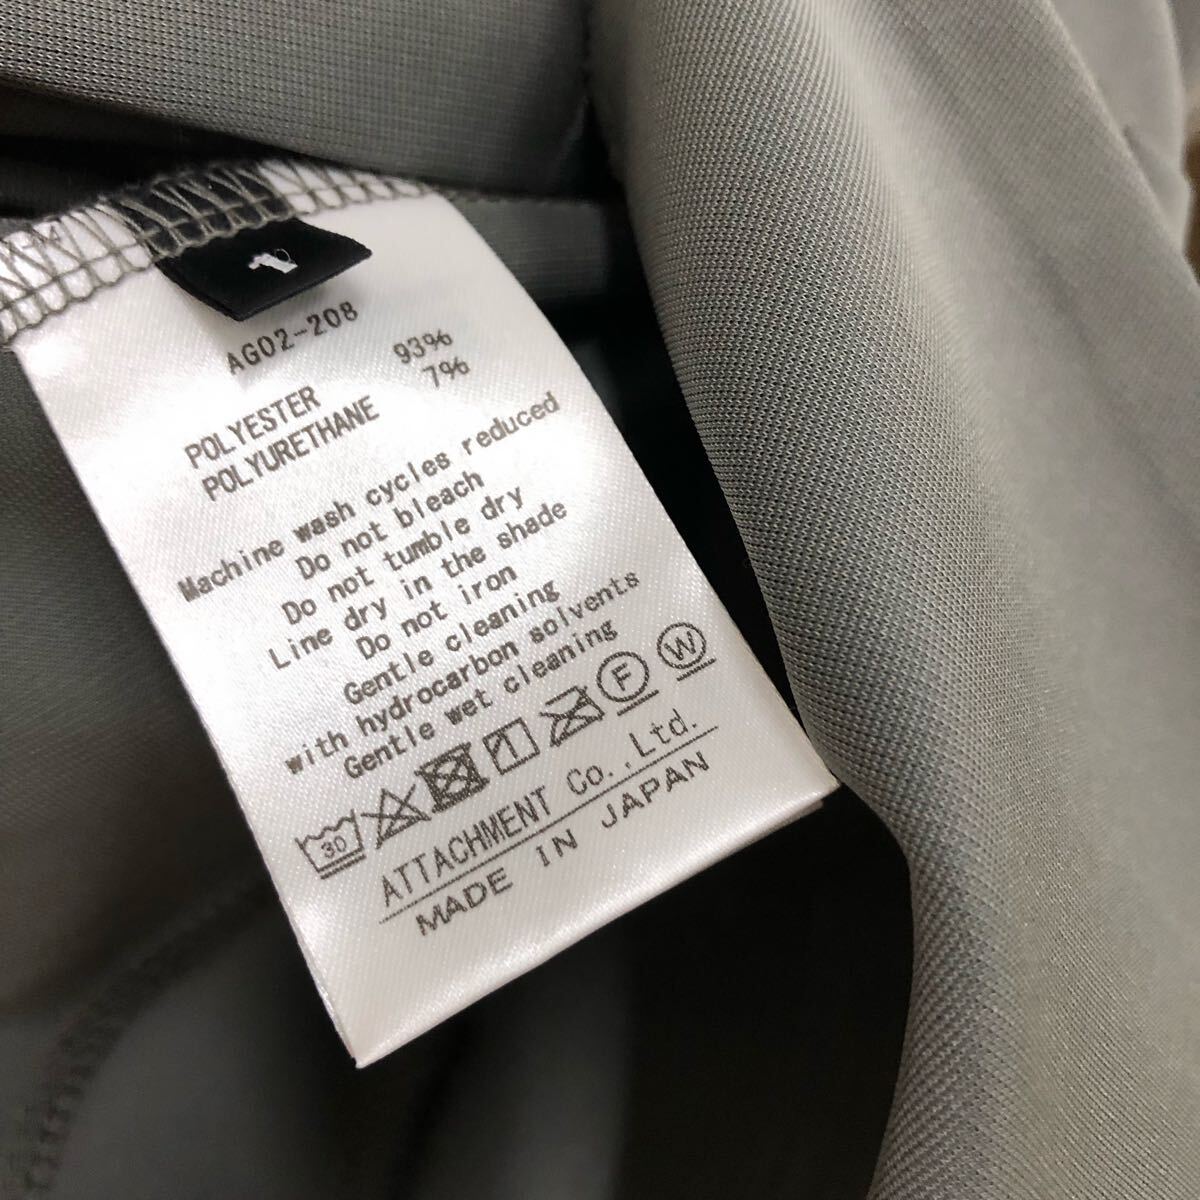 1
AG02-208
POLYESTER 93%
POLYURETHANE 7%
Machine wash cycles reduced
Do not bleach
Do not tumble dry
Line dry in the shade
Do not iron
Gentle cleaning
with hydrocarbon solvents
Gentle wet cleaning
30 F W
ATTACHMENT Co.,Ltd.
MADE IN JAPAN